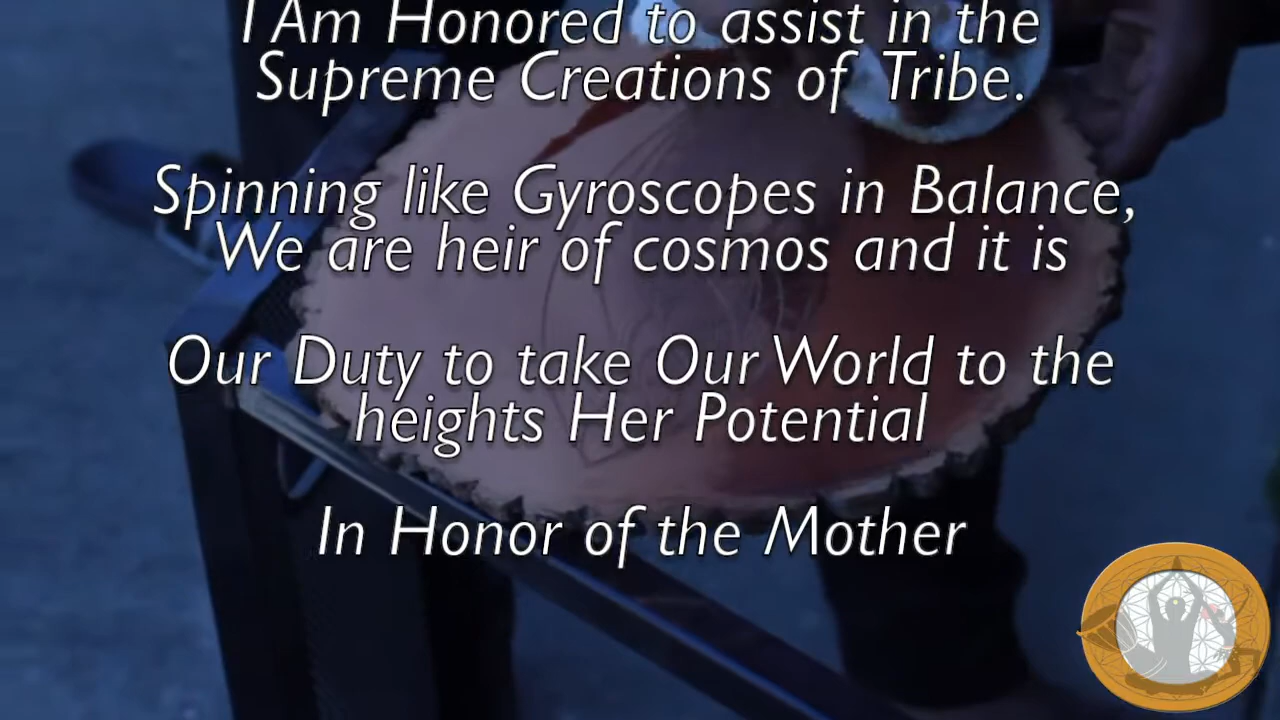 I Am Honored to assist in the
Supreme Creations of Tribe.
Spinning like Gyroscopes in Balance,
We are heir of cosmos and it is
Our Duty to take Our World to the
heights Her Potential
In Honor of the Mother